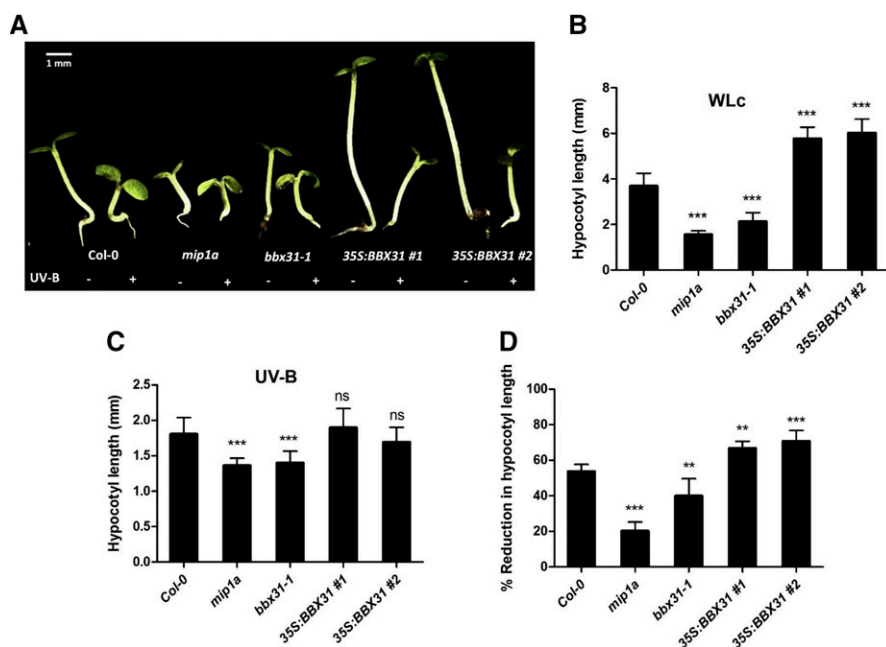 A
1 mm
Col-0 mip1a bbx31-1 35S:BBX31 #1 35S:BBX31 #2
UV-B - + - + - + - + - +
B
WLc
Hypocotyl length (mm)
8
6
4
2
0
***
***
***
***
Col-0
mip1a
bbx31-1
35S:BBX31 #1
35S:BBX31 #2
C
UV-B
Hypocotyl length (mm)
2.5
2.0
1.5
1.0
0.5
0.0
***
***
ns
ns
Col-0
mip1a
bbx31-1
35S:BBX31 #1
35S:BBX31 #2
D
% Reduction in hypocotyl length
100
80
60
40
20
0
***
**
**
***
Col-0
mip1a
bbx31-1
35S:BBX31 #1
35S:BBX31 #2